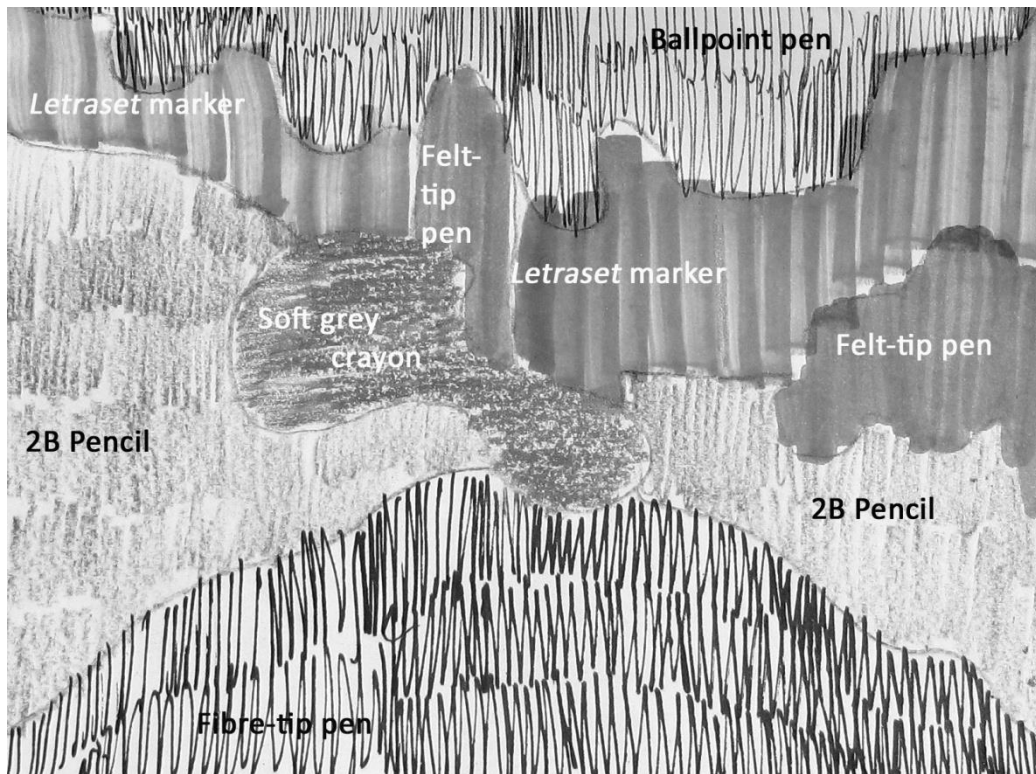 Ballpoint pen
Letraset marker
Felt-
tip
pen
Letraset marker
Soft grey
crayon
Felt-tip pen
2B Pencil
2B Pencil
Fibre-tip pen